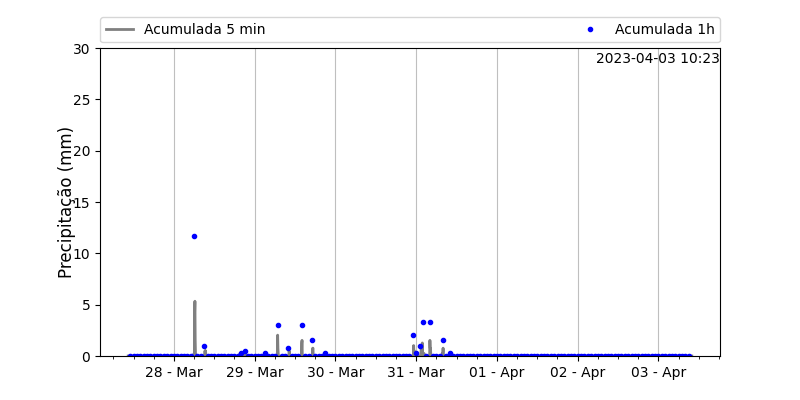 Acumulada 5 min
Acumulada 1h
2023-04-03 10:23
Precipitação (mm)
30
25
20
15
10
5
0
28 - Mar 29 - Mar 30 - Mar 31 - Mar 01 - Apr 02 - Apr 03 - Apr